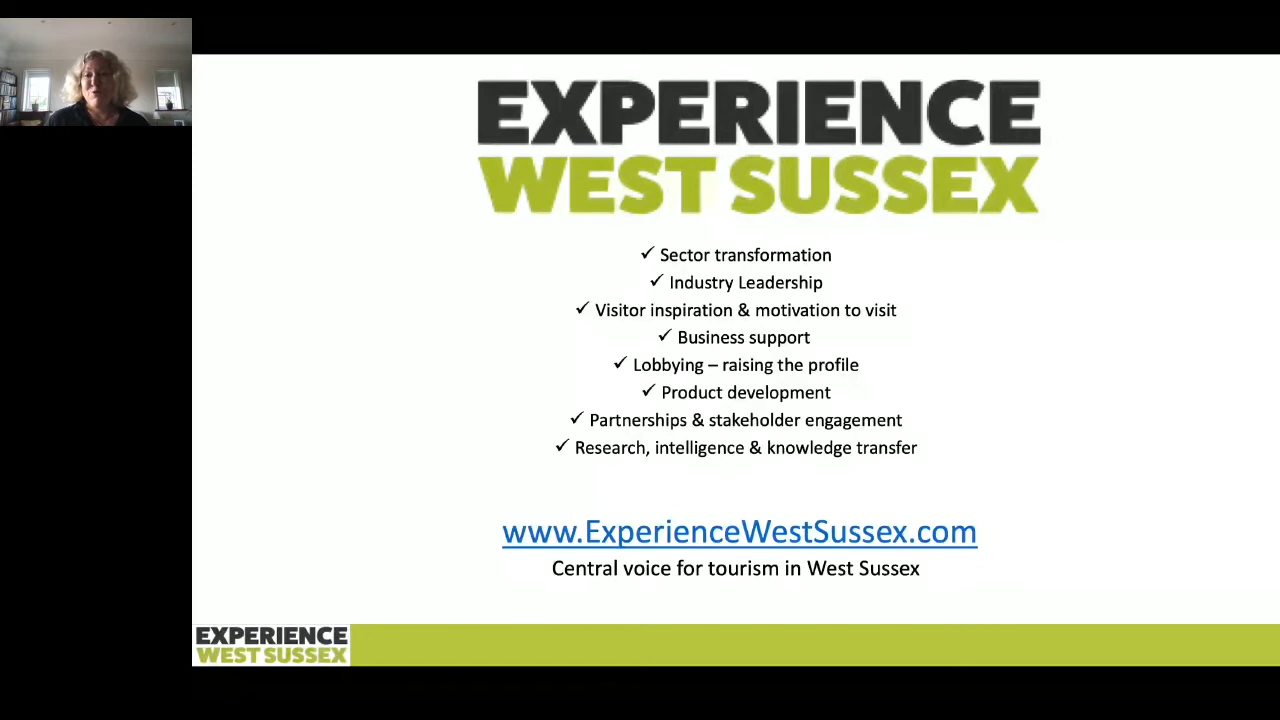 EXPERIENCE
WEST SUSSEX
✓ Sector transformation
✓ Industry Leadership
✓ Visitor inspiration & motivation to visit
✓ Business support
✓ Lobbying – raising the profile
✓ Product development
✓ Partnerships & stakeholder engagement
✓ Research, intelligence & knowledge transfer
www.ExperienceWestSussex.com
Central voice for tourism in West Sussex
EXPERIENCE
WEST SUSSEX